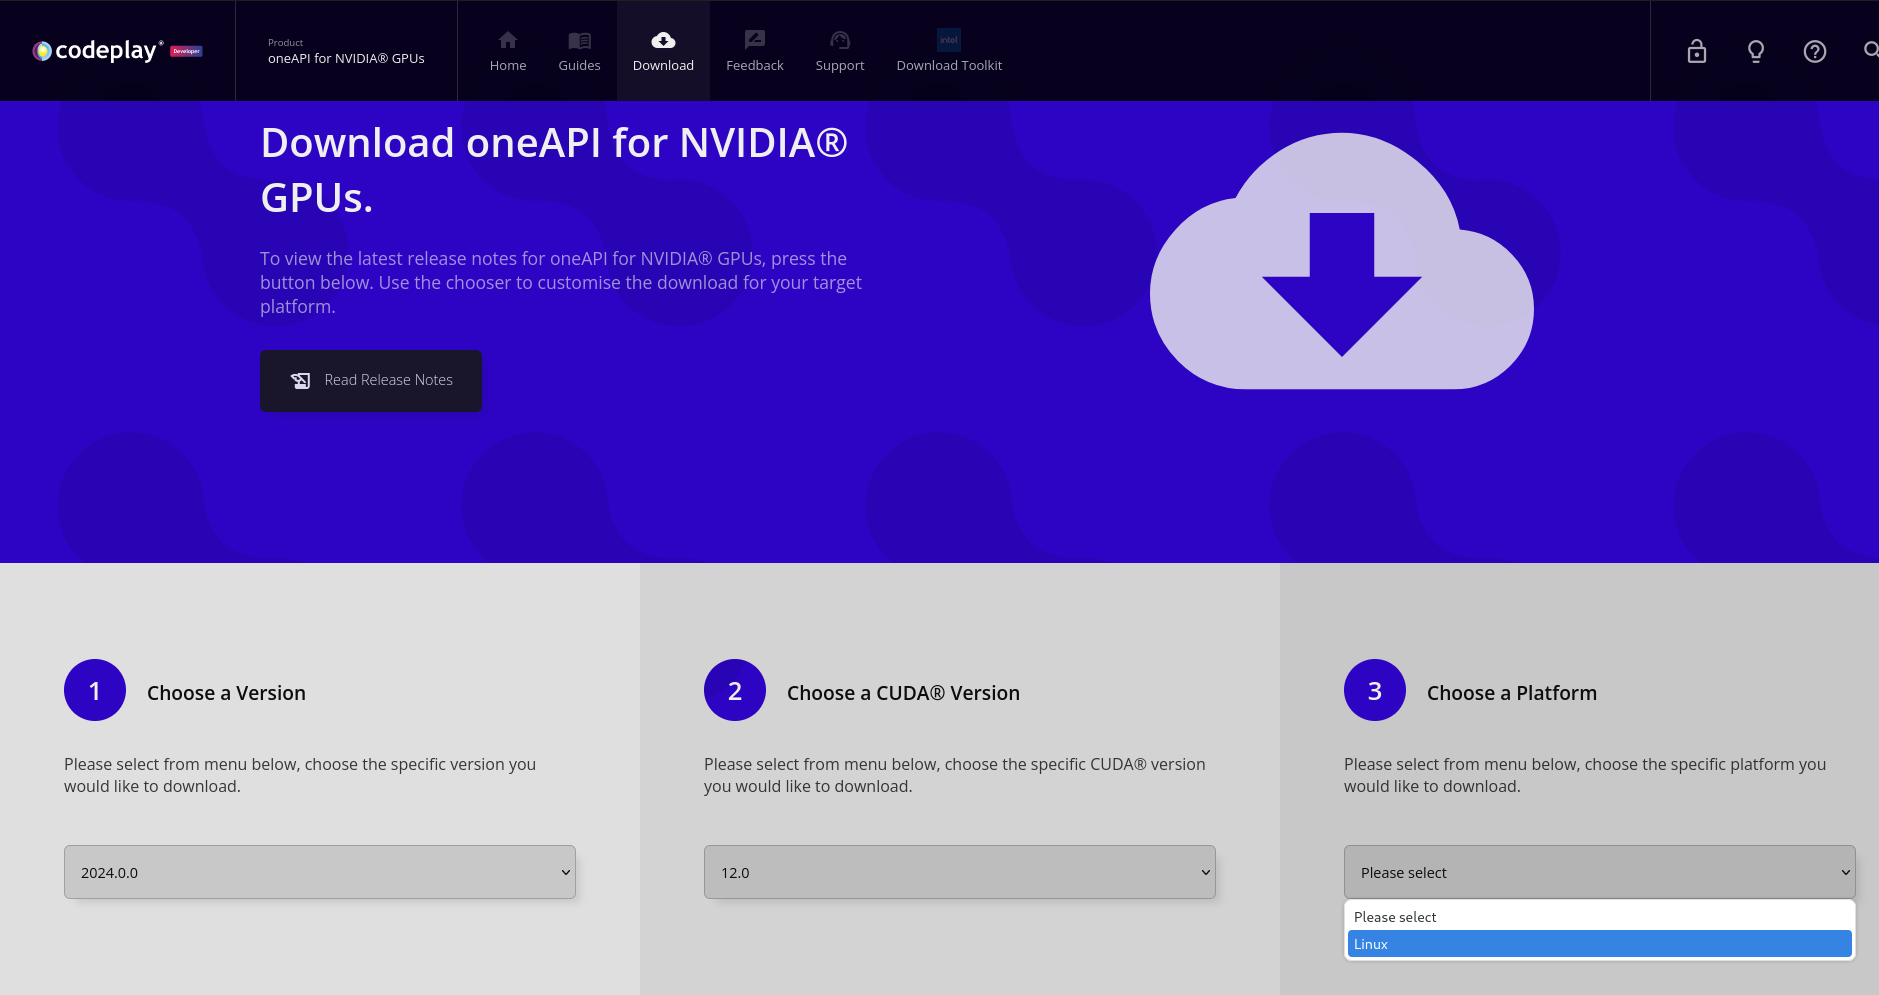 codeplay® Developer
Product
oneAPI for NVIDIA® GPUs
Home
Guides
Download
Feedback
Support
intel
Download Toolkit
Download oneAPI for NVIDIA®
GPUs.
To view the latest release notes for oneAPI for NVIDIA® GPUs, press the
button below. Use the chooser to customise the download for your target
platform.
Read Release Notes
1 Choose a Version
Please select from menu below, choose the specific version you
would like to download.
2024.0.0
2 Choose a CUDA® Version
Please select from menu below, choose the specific CUDA® version
you would like to download.
12.0
3 Choose a Platform
Please select from menu below, choose the specific platform you
would like to download.
Please select
Please select
Linux